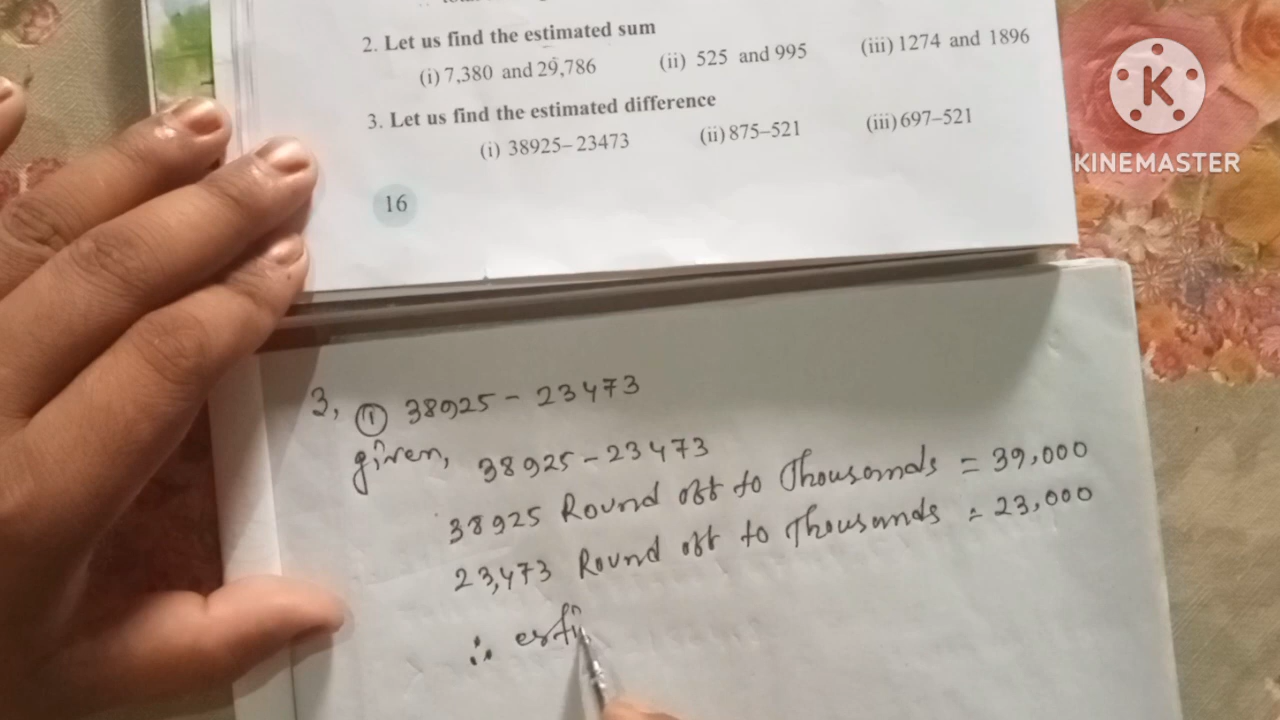 2. Let us find the estimated sum
(i) 7,380 and 29,786 (ii) 525 and 995 (iii) 1274 and 1896
3. Let us find the estimated difference
(i) 38925–23473 (ii) 875–521 (iii) 697–521
16
K
KINEMASTER
3, (1) 38925 - 23473
given, 38925 - 23473
38925 Round off to Thousands = 39,000
23,473 Round off to Thousands = 23,000
∴ esti